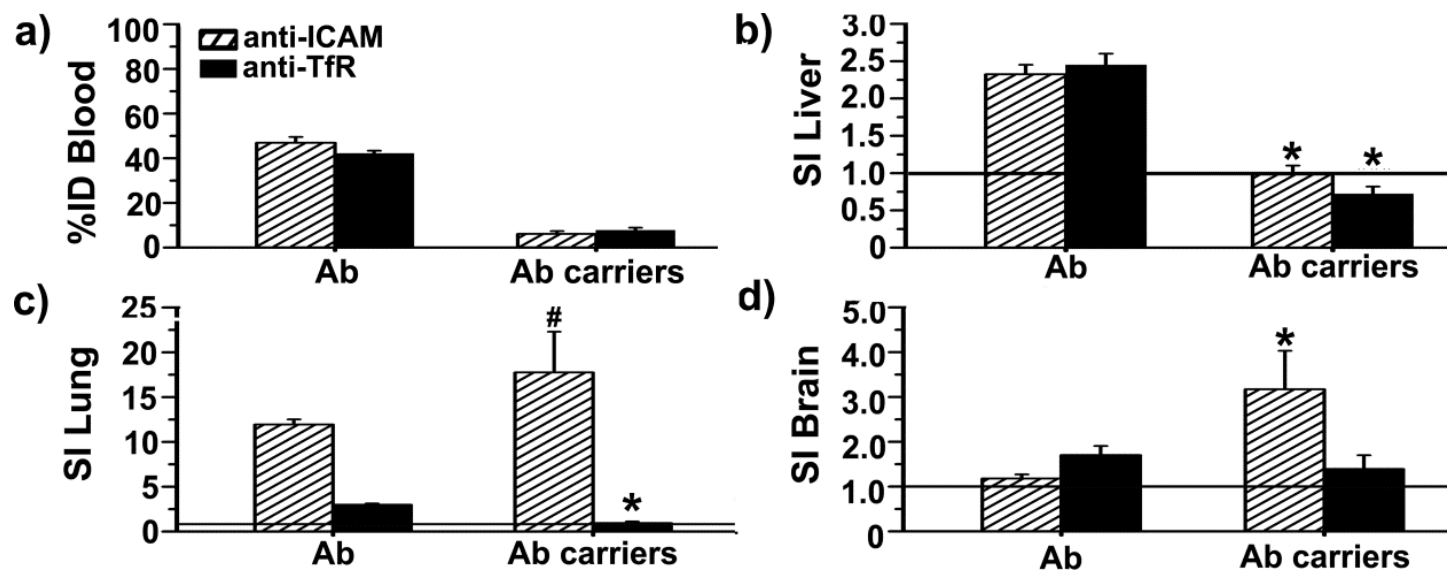 a)
100
80
60
40
20
0
%ID Blood
anti-ICAM
anti-TfR
Ab
Ab carriers
b)
3.0
2.5
2.0
1.5
1.0
0.5
0
SI Liver
*
*
Ab
Ab carriers
c)
25
20
15
10
5
0
SI Lung
#
*
Ab
Ab carriers
d)
5.0
4.0
3.0
2.0
1.0
0
SI Brain
*
Ab
Ab carriers